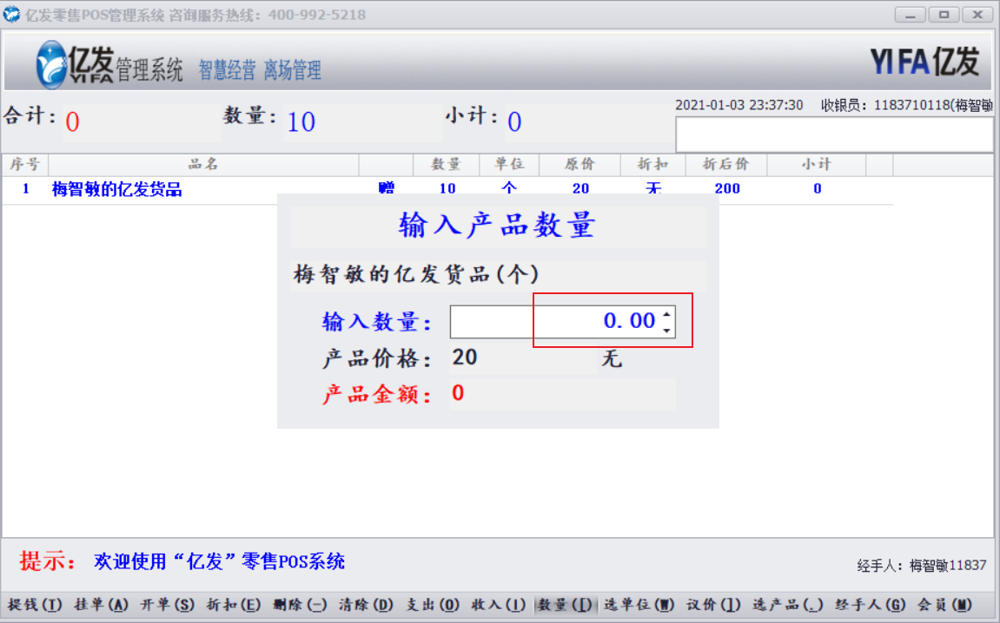 亿发零售POS管理系统 咨询服务热线：400-992-5218
亿发 YIFA 管理系统 智慧经营 离场管理 YI FA 亿发
合计：0 数量：10 小计：0 2021-01-03 23:37:30 收银员：1183710118(梅智敏
序号 品名 数量 单位 原价 折扣 折后价 小计
1 梅智敏的亿发货品 赠 10 个 20 无 200 0
输入产品数量
梅智敏的亿发货品(个)
输入数量： 0.00
产品价格：20 无
产品金额：0
提示：欢迎使用“亿发”零售POS系统 经手人：梅智敏11837
提钱(T) 挂单(A) 开单(S) 折扣(E) 删除(-) 清除(D) 支出(O) 收入(I) 数量([) 选单位(W) 议价(]) 选产品(.) 经手人(G) 会员(M)